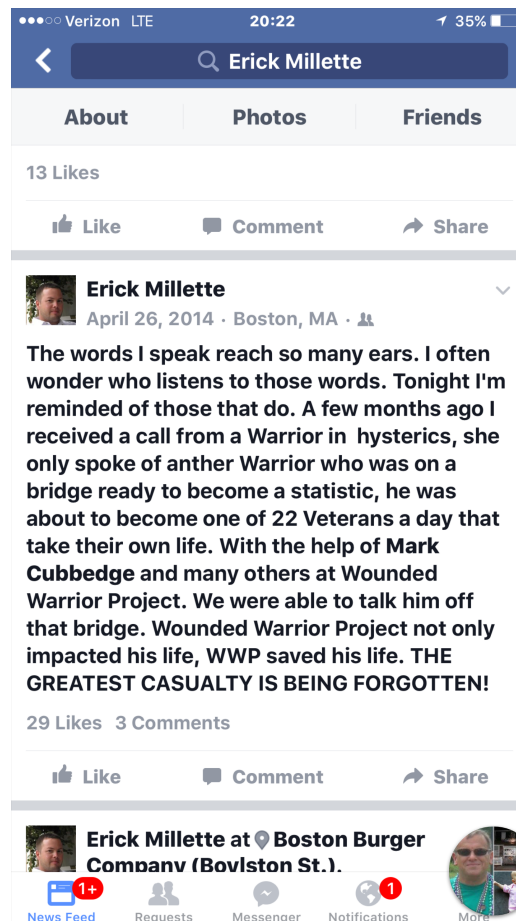 Verizon LTE 20:22 35%
Erick Millette
About Photos Friends
13 Likes
Like Comment Share
Erick Millette
April 26, 2014 · Boston, MA ·
The words I speak reach so many ears. I often
wonder who listens to those words. Tonight I'm
reminded of those that do. A few months ago I
received a call from a Warrior in  hysterics, she
only spoke of anther Warrior who was on a
bridge ready to become a statistic, he was
about to become one of 22 Veterans a day that
take their own life. With the help of Mark
Cubbedge and many others at Wounded
Warrior Project. We were able to talk him off
that bridge. Wounded Warrior Project not only
impacted his life, WWP saved his life. THE
GREATEST CASUALTY IS BEING FORGOTTEN!
29 Likes 3 Comments
Like Comment Share
Erick Millette at Boston Burger
Company (Boylston St.).
1+ 1
News Feed Requests Messenger Notifications More